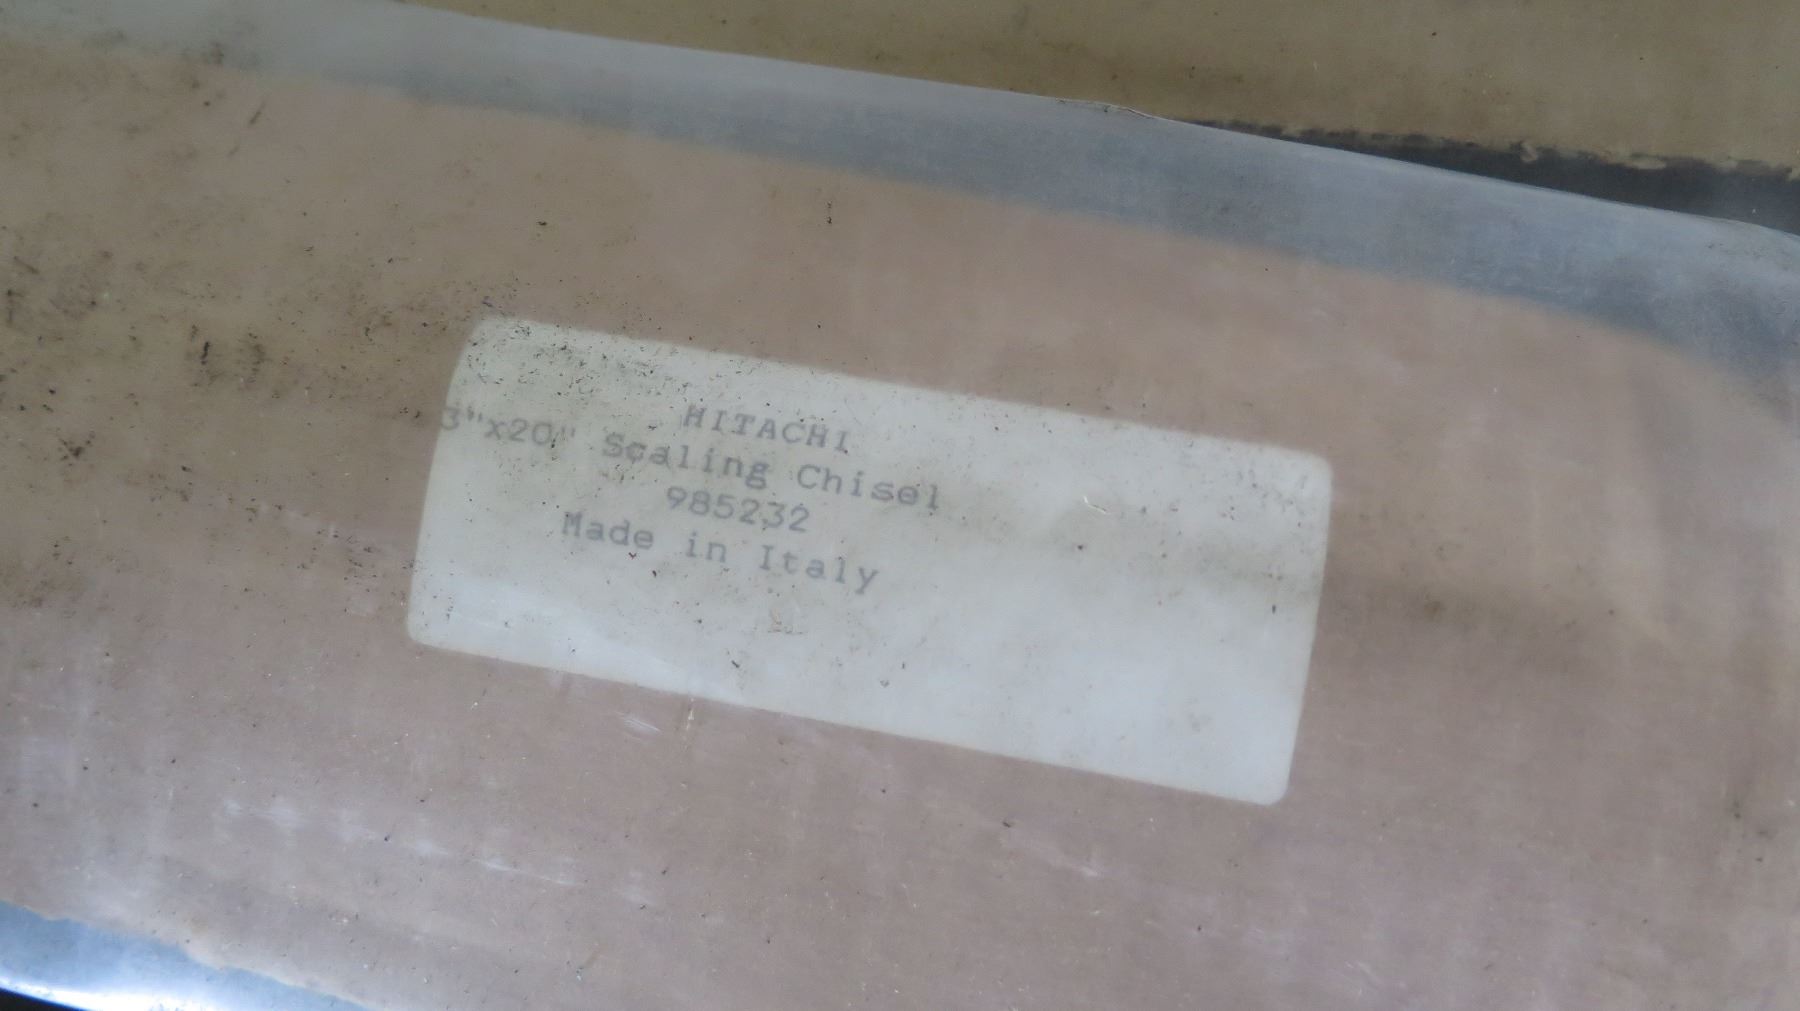 HITACHI
3"x20" Scaling Chisel
985232
Made in Italy